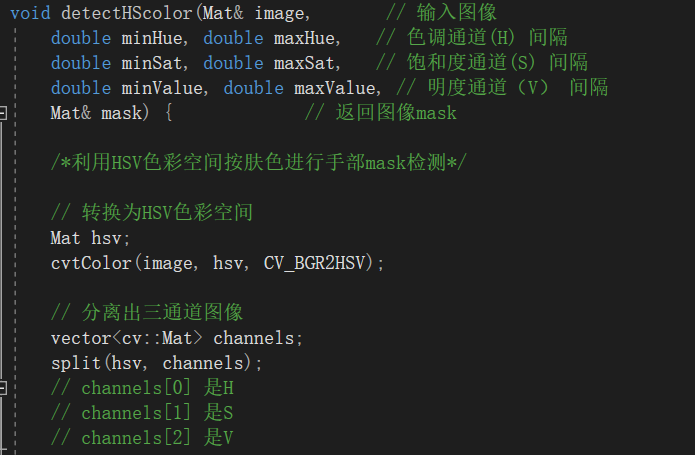 void detectHScolor(Mat& image,        // 输入图像
    double minHue, double maxHue,    // 色调通道(H) 间隔
    double minSat, double maxSat,    // 饱和度通道(S) 间隔
    double minValue, double maxValue, // 明度通道（V） 间隔
    Mat& mask) {              // 返回图像mask

    /*利用HSV色彩空间按肤色进行手部mask检测*/

    // 转换为HSV色彩空间
    Mat hsv;
    cvtColor(image, hsv, CV_BGR2HSV);

    // 分离出三通道图像
    vector<cv::Mat> channels;
    split(hsv, channels);
    // channels[0] 是H
    // channels[1] 是S
    // channels[2] 是V